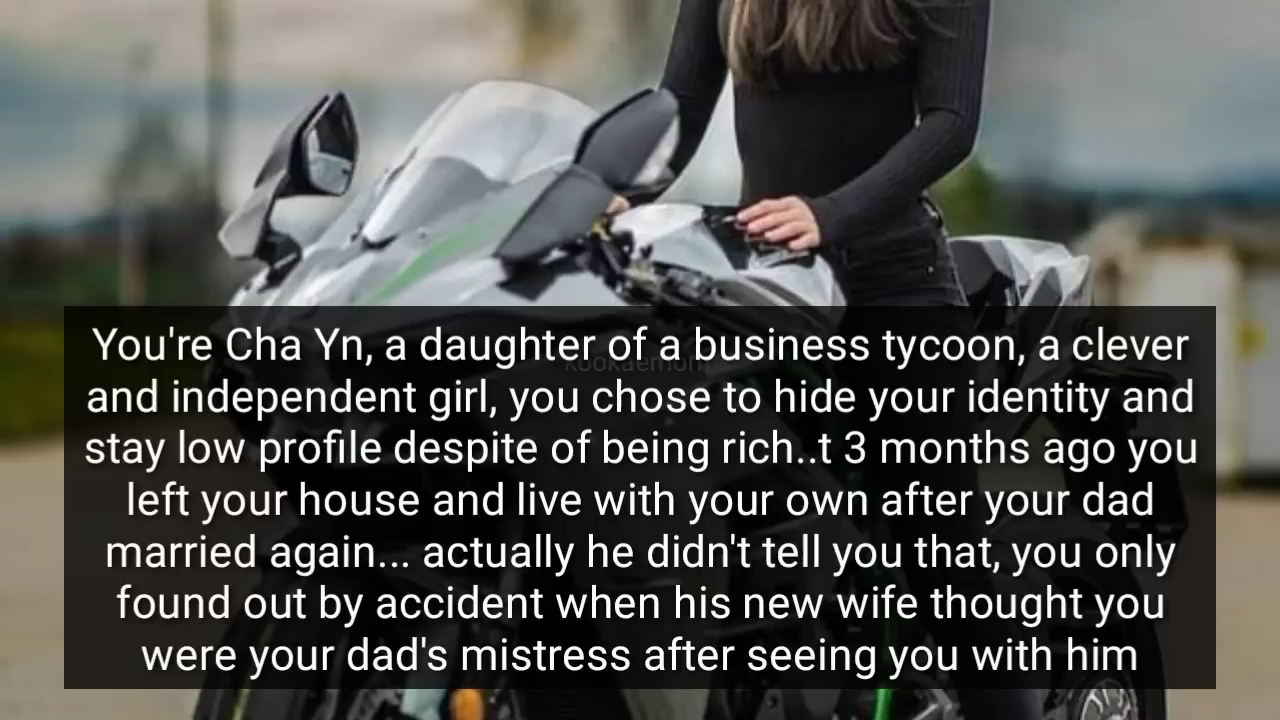 You're Cha Yn, a daughter of a business tycoon, a clever
and independent girl, you chose to hide your identity and
stay low profile despite of being rich..t 3 months ago you
left your house and live with your own after your dad
married again... actually he didn't tell you that, you only
found out by accident when his new wife thought you
were your dad's mistress after seeing you with him
kookaemom